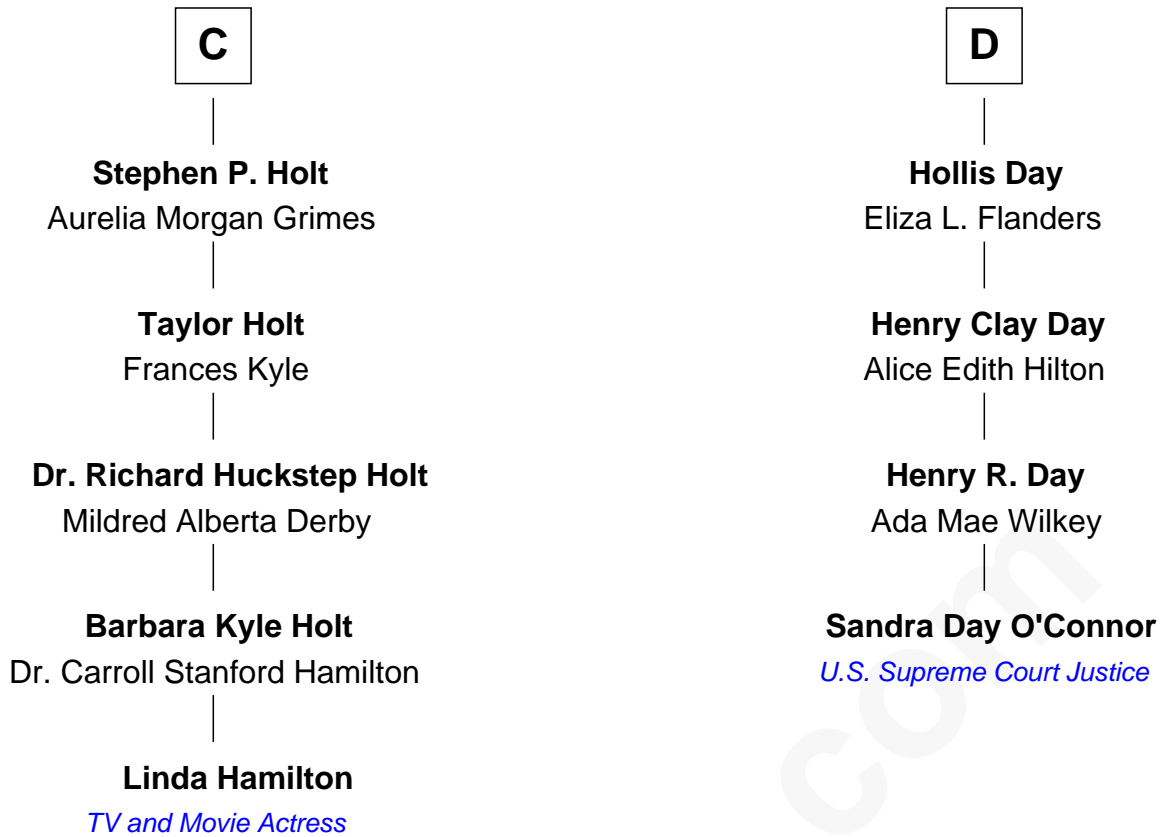 C
Stephen P. Holt
Aurelia Morgan Grimes
Taylor Holt
Frances Kyle
Dr. Richard Huckstep Holt
Mildred Alberta Derby
Barbara Kyle Holt
Dr. Carroll Stanford Hamilton
Linda Hamilton
TV and Movie Actress
D
Hollis Day
Eliza L. Flanders
Henry Clay Day
Alice Edith Hilton
Henry R. Day
Ada Mae Wilkey
Sandra Day O'Connor
U.S. Supreme Court Justice
com